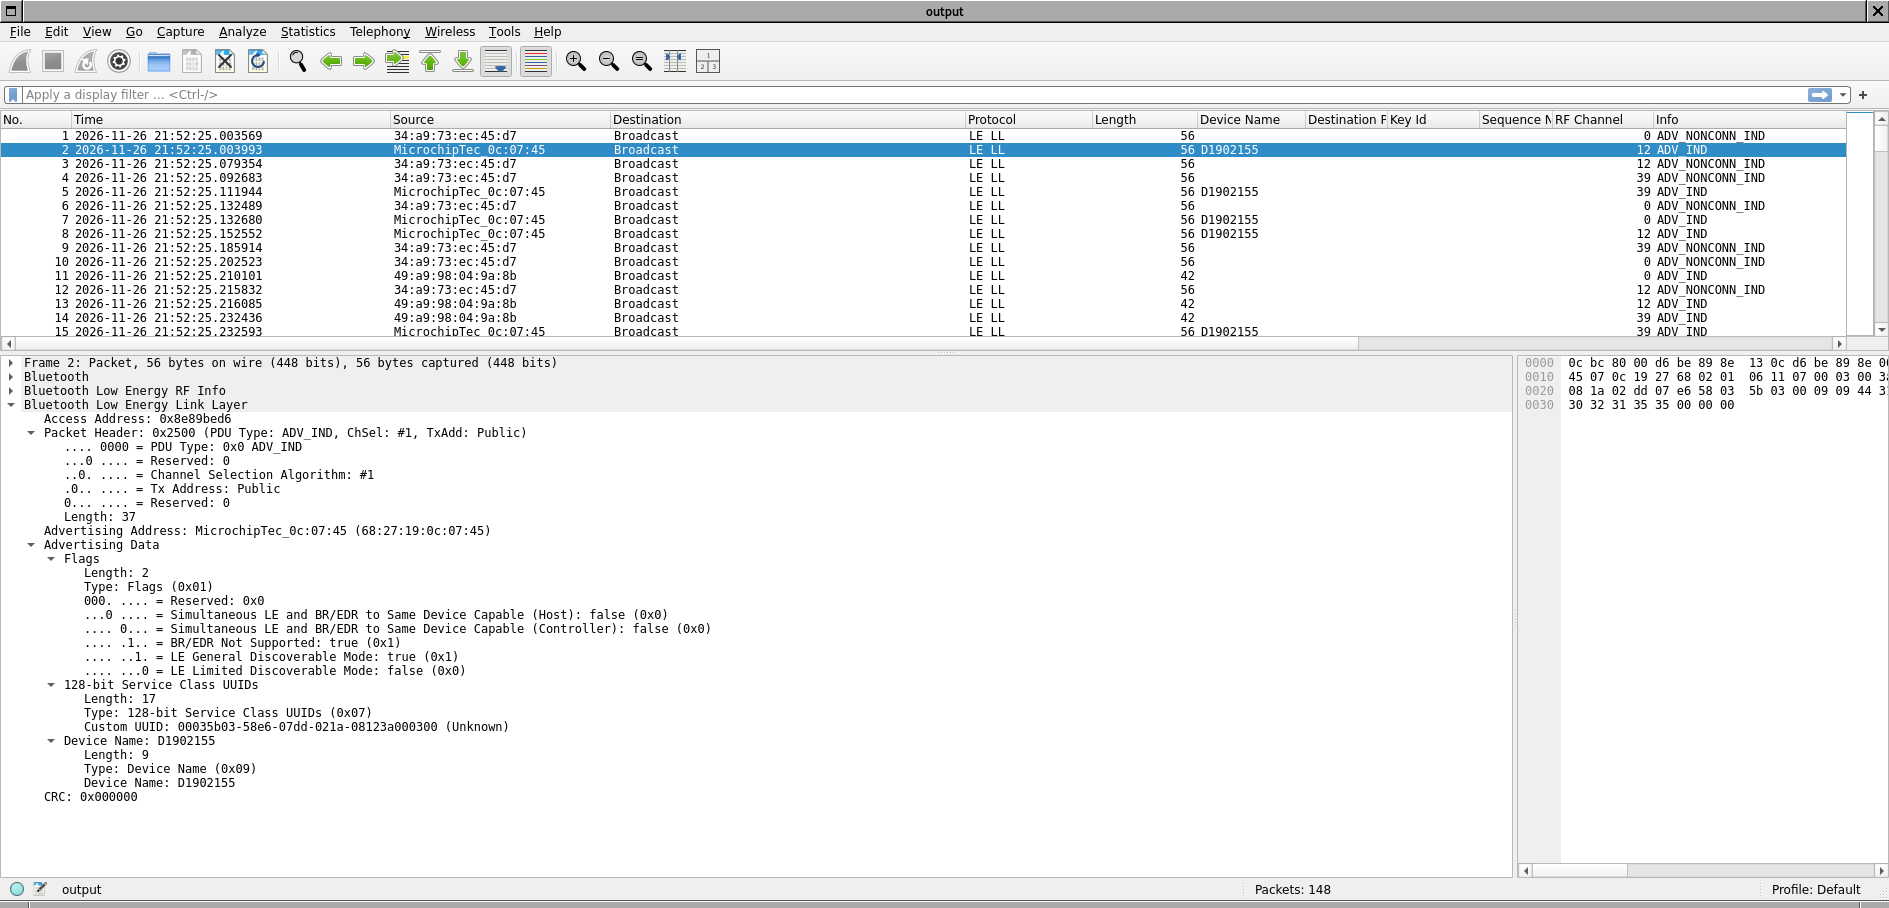 output
File Edit View Go Capture Analyze Statistics Telephony Wireless Tools Help
Apply a display filter ... <Ctrl-/>
No. Time Source Destination Protocol Length Device Name Destination P Key Id Sequence N RF Channel Info
1 2026-11-26 21:52:25.003569 34:a9:73:ec:45:d7 Broadcast LE LL 56 0 ADV_NONCONN_IND
2 2026-11-26 21:52:25.003993 MicrochipTec_0c:07:45 Broadcast LE LL 56 D1902155 12 ADV_IND
3 2026-11-26 21:52:25.079354 34:a9:73:ec:45:d7 Broadcast LE LL 56 12 ADV_NONCONN_IND
4 2026-11-26 21:52:25.092683 34:a9:73:ec:45:d7 Broadcast LE LL 56 39 ADV_NONCONN_IND
5 2026-11-26 21:52:25.111944 MicrochipTec_0c:07:45 Broadcast LE LL 56 D1902155 39 ADV_IND
6 2026-11-26 21:52:25.132489 34:a9:73:ec:45:d7 Broadcast LE LL 56 0 ADV_NONCONN_IND
7 2026-11-26 21:52:25.132680 MicrochipTec_0c:07:45 Broadcast LE LL 56 D1902155 0 ADV_IND
8 2026-11-26 21:52:25.152552 MicrochipTec_0c:07:45 Broadcast LE LL 56 D1902155 12 ADV_IND
9 2026-11-26 21:52:25.185914 34:a9:73:ec:45:d7 Broadcast LE LL 56 39 ADV_NONCONN_IND
10 2026-11-26 21:52:25.202523 34:a9:73:ec:45:d7 Broadcast LE LL 56 0 ADV_NONCONN_IND
11 2026-11-26 21:52:25.210101 49:a9:98:04:9a:8b Broadcast LE LL 42 0 ADV_IND
12 2026-11-26 21:52:25.215832 34:a9:73:ec:45:d7 Broadcast LE LL 56 12 ADV_NONCONN_IND
13 2026-11-26 21:52:25.216085 49:a9:98:04:9a:8b Broadcast LE LL 42 12 ADV_IND
14 2026-11-26 21:52:25.232436 49:a9:98:04:9a:8b Broadcast LE LL 42 39 ADV_IND
15 2026-11-26 21:52:25.232593 MicrochipTec_0c:07:45 Broadcast LE LL 56 D1902155 39 ADV_IND
Frame 2: Packet, 56 bytes on wire (448 bits), 56 bytes captured (448 bits)
Bluetooth
Bluetooth Low Energy RF Info
Bluetooth Low Energy Link Layer
Access Address: 0x8e89bed6
Packet Header: 0x2500 (PDU Type: ADV_IND, ChSel: #1, TxAdd: Public)
.... 0000 = PDU Type: 0x0 ADV_IND
...0 .... = Reserved: 0
..0. .... = Channel Selection Algorithm: #1
.0.. .... = Tx Address: Public
0... .... = Reserved: 0
Length: 37
Advertising Address: MicrochipTec_0c:07:45 (68:27:19:0c:07:45)
Advertising Data
Flags
Length: 2
Type: Flags (0x01)
000. .... = Reserved: 0x0
...0 .... = Simultaneous LE and BR/EDR to Same Device Capable (Host): false (0x0)
.... 0... = Simultaneous LE and BR/EDR to Same Device Capable (Controller): false (0x0)
.... .1.. = BR/EDR Not Supported: true (0x1)
.... ..1. = LE General Discoverable Mode: true (0x1)
.... ...0 = LE Limited Discoverable Mode: false (0x0)
128-bit Service Class UUIDs
Length: 17
Type: 128-bit Service Class UUIDs (0x07)
Custom UUID: 00035b03-58e6-07dd-021a-08123a000300 (Unknown)
Device Name: D1902155
Length: 9
Type: Device Name (0x09)
Device Name: D1902155
CRC: 0x000000
0000 0c bc 80 00 d6 be 89 8e 13 0c d6 be 89 8e
0010 45 07 0c 19 27 68 02 01 06 11 07 00 03 00
0020 08 1a 02 dd 07 e6 58 03 5b 03 00 09 09 44
0030 30 32 31 35 35 00 00 00
output Packets: 148 Profile: Default